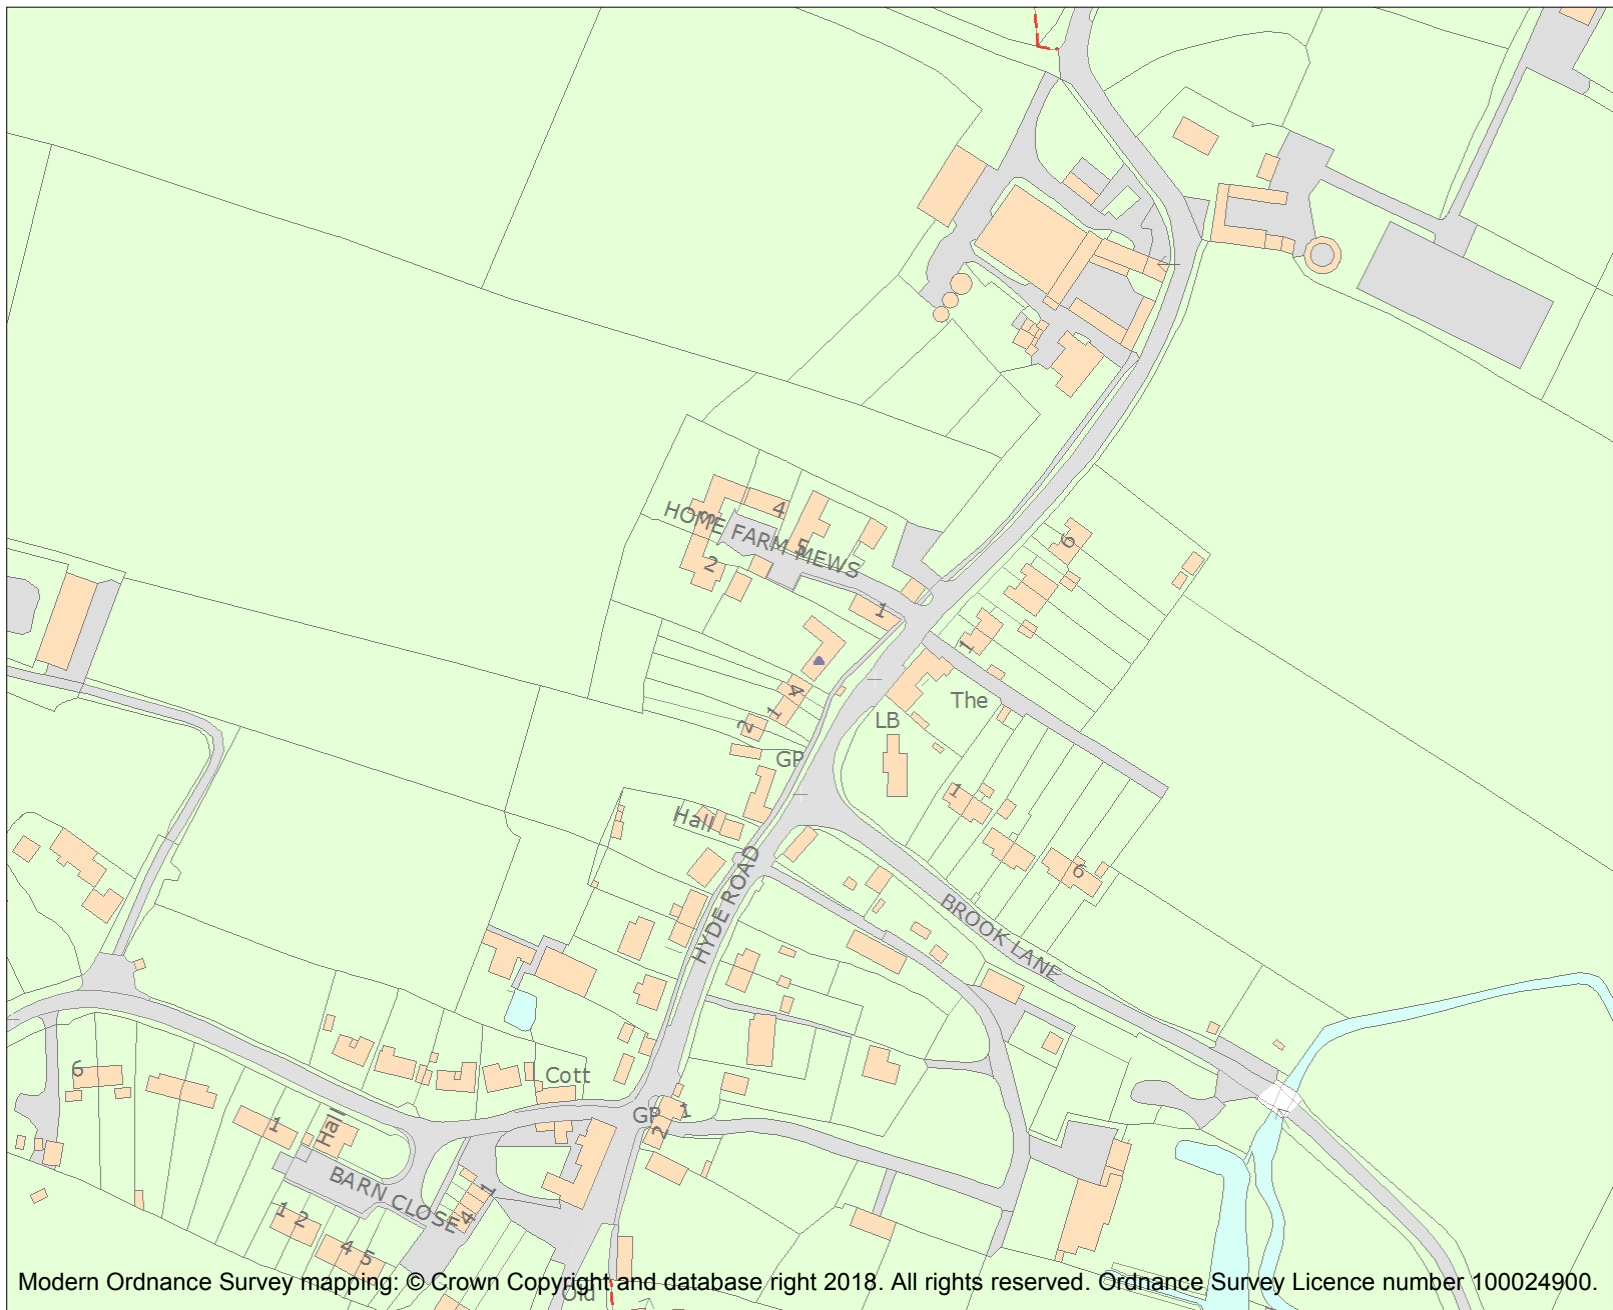 HOME FARM MEWS
3
4
5
2
1
6
1
4
1
2
The
LB
GP
Hall
1
6
HYDE ROAD
BROOK LANE
Cott
6
1
Hall
GP
1
2
BARN CLOSE
1
4
1 2
4 5
Old
Modern Ordnance Survey mapping: © Crown Copyright and database right 2018. All rights reserved. Ordnance Survey Licence number 100024900.